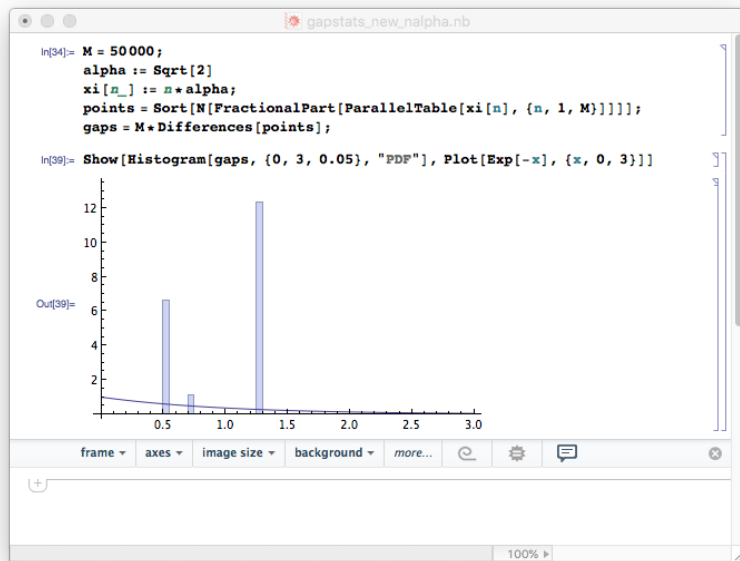 gapstats_new_nalpha.nb
In[34]:= M = 50000;
alpha := Sqrt[2]
xi[n_] := n*alpha;
points = Sort[N[FractionalPart[ParallelTable[xi[n], {n, 1, M}]]]];
gaps = M*Differences[points];
In[39]:= Show[Histogram[gaps, {0, 3, 0.05}, "PDF"], Plot[Exp[-x], {x, 0, 3}]]
12
10
8
Out[39]= 6
4
2
0.5 1.0 1.5 2.0 2.5 3.0
frame axes image size background more...
100%